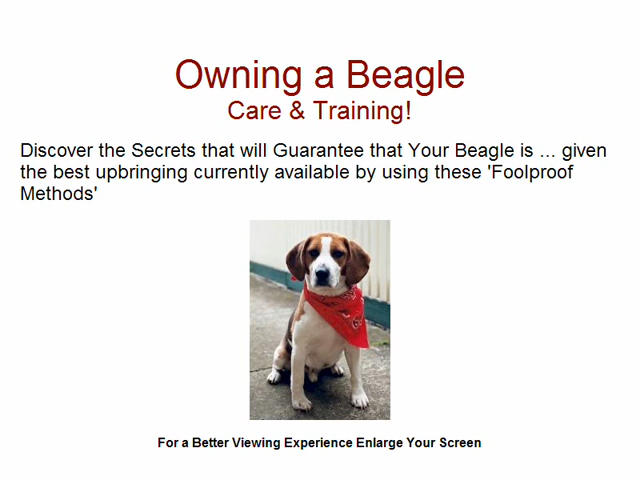 Owning a Beagle
Care & Training!
Discover the Secrets that will Guarantee that Your Beagle is ... given
the best upbringing currently available by using these 'Foolproof
Methods'
For a Better Viewing Experience Enlarge Your Screen